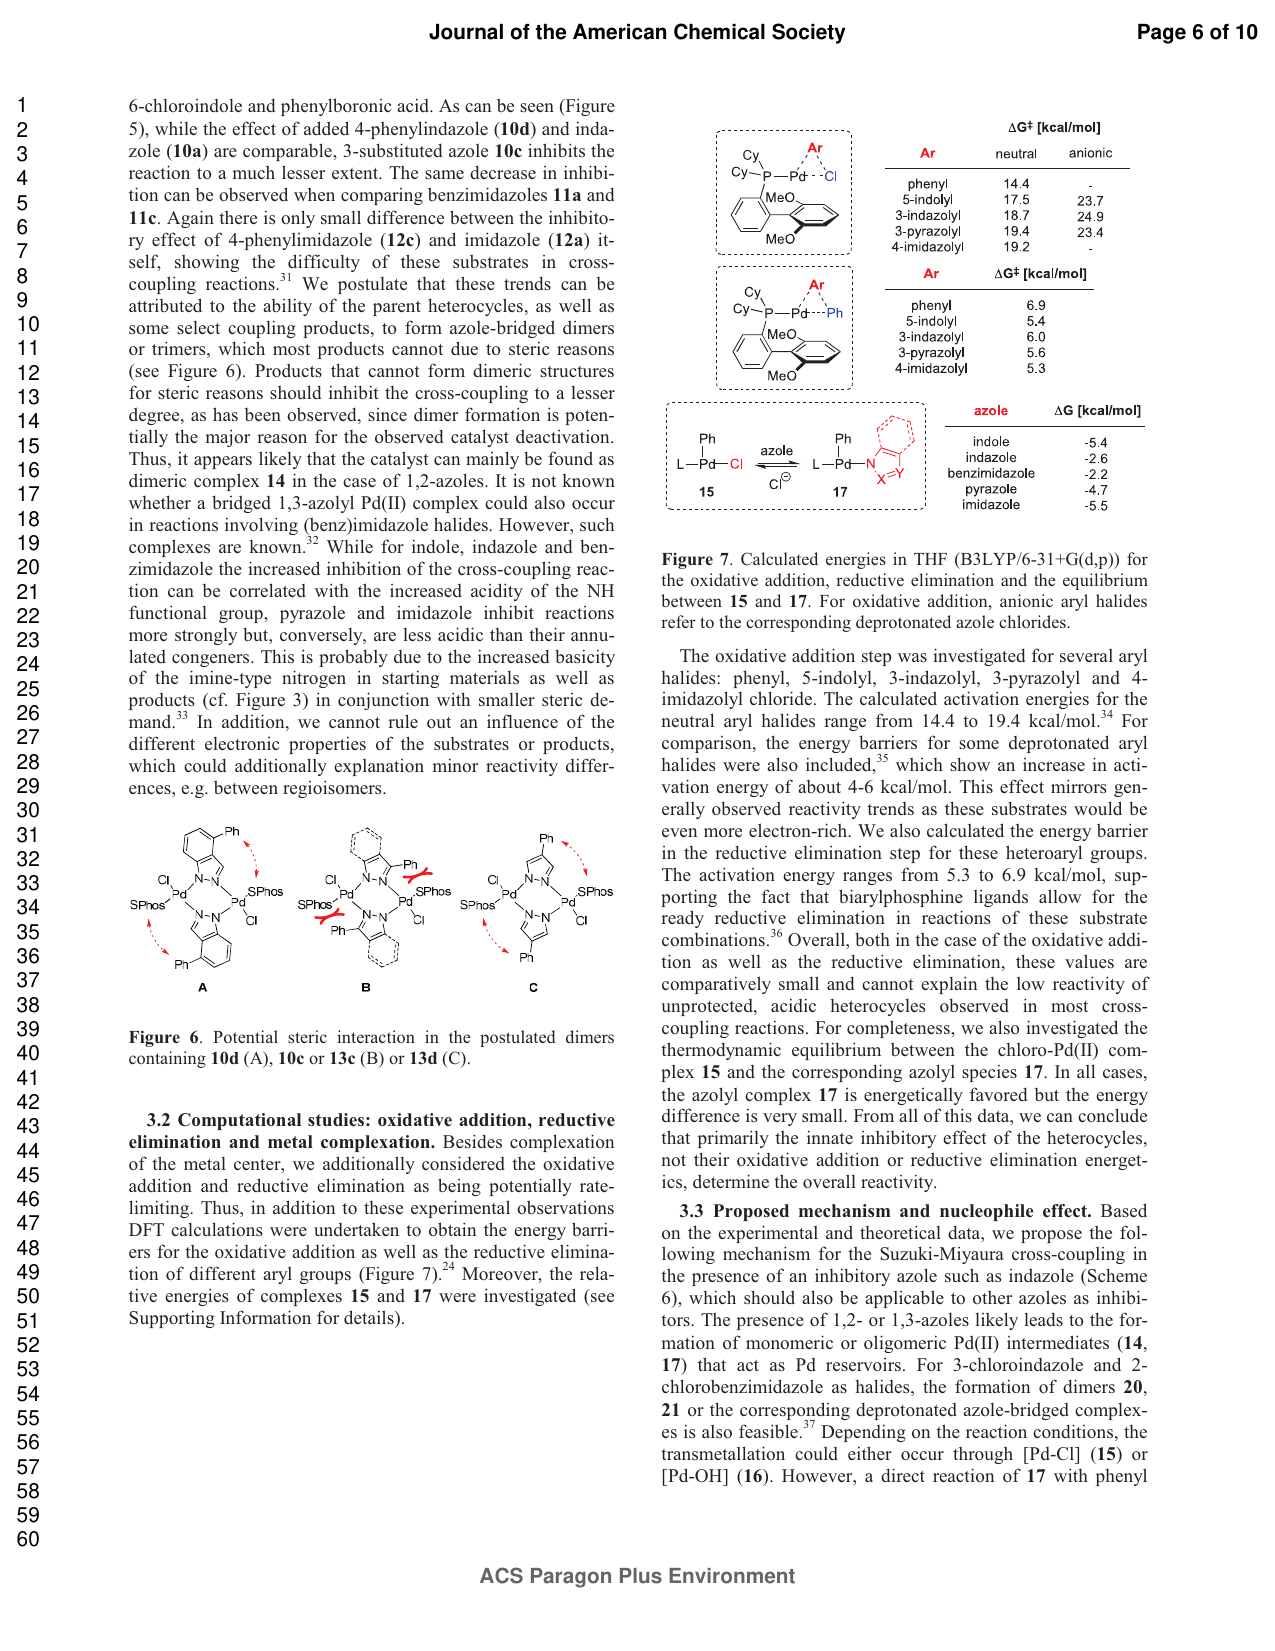 Journal of the American Chemical Society
Page 6 of 10
1
2
3
4
5
6
7
8
9
10
11
12
13
14
15
16
17
18
19
20
21
22
23
24
25
26
27
28
29
30
31
32
33
34
35
36
37
38
39
40
41
42
43
44
45
46
47
48
49
50
51
52
53
54
55
56
57
58
59
60
6-chloroindole and phenylboronic acid. As can be seen (Figure
5), while the effect of added 4-phenylindazole (10d) and inda-
zole (10a) are comparable, 3-substituted azole 10c inhibits the
reaction to a much lesser extent. The same decrease in inhibi-
tion can be observed when comparing benzimidazoles 11a and
11c. Again there is only small difference between the inhibito-
ry effect of 4-phenylimidazole (12c) and imidazole (12a) it-
self, showing the difficulty of these substrates in cross-
coupling reactions.31 We postulate that these trends can be
attributed to the ability of the parent heterocycles, as well as
some select coupling products, to form azole-bridged dimers
or trimers, which most products cannot due to steric reasons
(see Figure 6). Products that cannot form dimeric structures
for steric reasons should inhibit the cross-coupling to a lesser
degree, as has been observed, since dimer formation is poten-
tially the major reason for the observed catalyst deactivation.
Thus, it appears likely that the catalyst can mainly be found as
dimeric complex 14 in the case of 1,2-azoles. It is not known
whether a bridged 1,3-azolyl Pd(II) complex could also occur
in reactions involving (benz)imidazole halides. However, such
complexes are known.32 While for indole, indazole and ben-
zimidazole the increased inhibition of the cross-coupling reac-
tion can be correlated with the increased acidity of the NH
functional group, pyrazole and imidazole inhibit reactions
more strongly but, conversely, are less acidic than their annu-
lated congeners. This is probably due to the increased basicity
of the imine-type nitrogen in starting materials as well as
products (cf. Figure 3) in conjunction with smaller steric de-
mand.33 In addition, we cannot rule out an influence of the
different electronic properties of the substrates or products,
which could additionally explanation minor reactivity differ-
ences, e.g. between regioisomers.
Ph
Cl
N N
Pd
SPhos
SPhos
Pd
N N
Cl
Ph
A
Ph
Cl
N N
Pd
SPhos
SPhos
Pd
N N
Cl
Ph
B
Ph
Cl
N N
Pd
SPhos
SPhos
Pd
N N
Cl
Ph
C
Figure 6. Potential steric interaction in the postulated dimers
containing 10d (A), 10c or 13c (B) or 13d (C).
3.2 Computational studies: oxidative addition, reductive
elimination and metal complexation. Besides complexation
of the metal center, we additionally considered the oxidative
addition and reductive elimination as being potentially rate-
limiting. Thus, in addition to these experimental observations
DFT calculations were undertaken to obtain the energy barri-
ers for the oxidative addition as well as the reductive elimina-
tion of different aryl groups (Figure 7).24 Moreover, the rela-
tive energies of complexes 15 and 17 were investigated (see
Supporting Information for details).
Cy
Ar
Cy P Pd Cl
MeO
MeO
ΔG‡ [kcal/mol]
Ar neutral anionic
phenyl 14.4 -
5-indolyl 17.5 23.7
3-indazolyl 18.7 24.9
3-pyrazolyl 19.4 23.4
4-imidazolyl 19.2 -
Cy
Ar
Cy P Pd Ph
MeO
MeO
Ar ΔG‡ [kcal/mol]
phenyl 6.9
5-indolyl 5.4
3-indazolyl 6.0
3-pyrazolyl 5.6
4-imidazolyl 5.3
Ph
L Pd Cl
15
azole
Cl⊖
Ph
L Pd N
X Y
17
azole ΔG [kcal/mol]
indole -5.4
indazole -2.6
benzimidazole -2.2
pyrazole -4.7
imidazole -5.5
Figure 7. Calculated energies in THF (B3LYP/6-31+G(d,p)) for
the oxidative addition, reductive elimination and the equilibrium
between 15 and 17. For oxidative addition, anionic aryl halides
refer to the corresponding deprotonated azole chlorides.
The oxidative addition step was investigated for several aryl
halides: phenyl, 5-indolyl, 3-indazolyl, 3-pyrazolyl and 4-
imidazolyl chloride. The calculated activation energies for the
neutral aryl halides range from 14.4 to 19.4 kcal/mol.34 For
comparison, the energy barriers for some deprotonated aryl
halides were also included,35 which show an increase in acti-
vation energy of about 4-6 kcal/mol. This effect mirrors gen-
erally observed reactivity trends as these substrates would be
even more electron-rich. We also calculated the energy barrier
in the reductive elimination step for these heteroaryl groups.
The activation energy ranges from 5.3 to 6.9 kcal/mol, sup-
porting the fact that biarylphosphine ligands allow for the
ready reductive elimination in reactions of these substrate
combinations.36 Overall, both in the case of the oxidative addi-
tion as well as the reductive elimination, these values are
comparatively small and cannot explain the low reactivity of
unprotected, acidic heterocycles observed in most cross-
coupling reactions. For completeness, we also investigated the
thermodynamic equilibrium between the chloro-Pd(II) com-
plex 15 and the corresponding azolyl species 17. In all cases,
the azolyl complex 17 is energetically favored but the energy
difference is very small. From all of this data, we can conclude
that primarily the innate inhibitory effect of the heterocycles,
not their oxidative addition or reductive elimination energet-
ics, determine the overall reactivity.
3.3 Proposed mechanism and nucleophile effect. Based
on the experimental and theoretical data, we propose the fol-
lowing mechanism for the Suzuki-Miyaura cross-coupling in
the presence of an inhibitory azole such as indazole (Scheme
6), which should also be applicable to other azoles as inhibi-
tors. The presence of 1,2- or 1,3-azoles likely leads to the for-
mation of monomeric or oligomeric Pd(II) intermediates (14,
17) that act as Pd reservoirs. For 3-chloroindazole and 2-
chlorobenzimidazole as halides, the formation of dimers 20,
21 or the corresponding deprotonated azole-bridged complex-
es is also feasible.37 Depending on the reaction conditions, the
transmetallation could either occur through [Pd-Cl] (15) or
[Pd-OH] (16). However, a direct reaction of 17 with phenyl
ACS Paragon Plus Environment